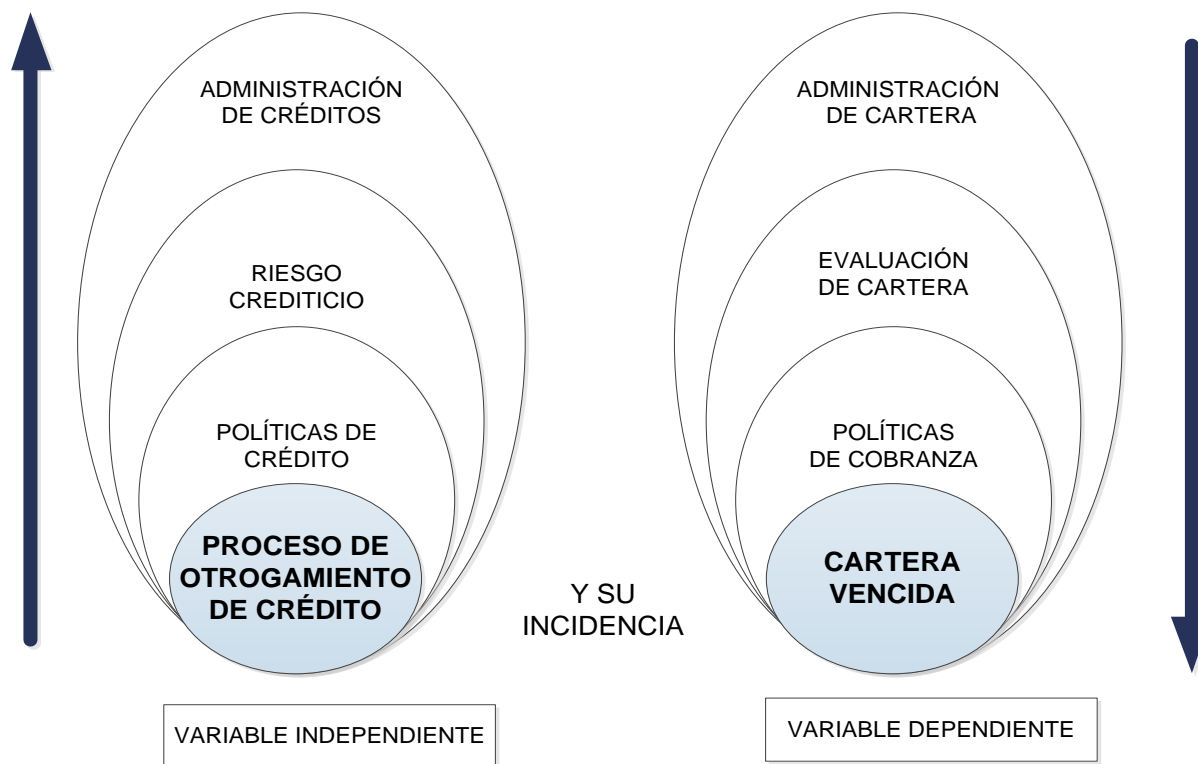 ADMINISTRACIÓN
DE CRÉDITOS
RIESGO
CREDITICIO
POLÍTICAS DE
CRÉDITO
PROCESO DE
OTROGAMIENTO
DE CRÉDITO
VARIABLE INDEPENDIENTE
Y SU
INCIDENCIA
ADMINISTRACIÓN
DE CARTERA
EVALUACIÓN
DE CARTERA
POLÍTICAS
DE COBRANZA
CARTERA
VENCIDA
VARIABLE DEPENDIENTE